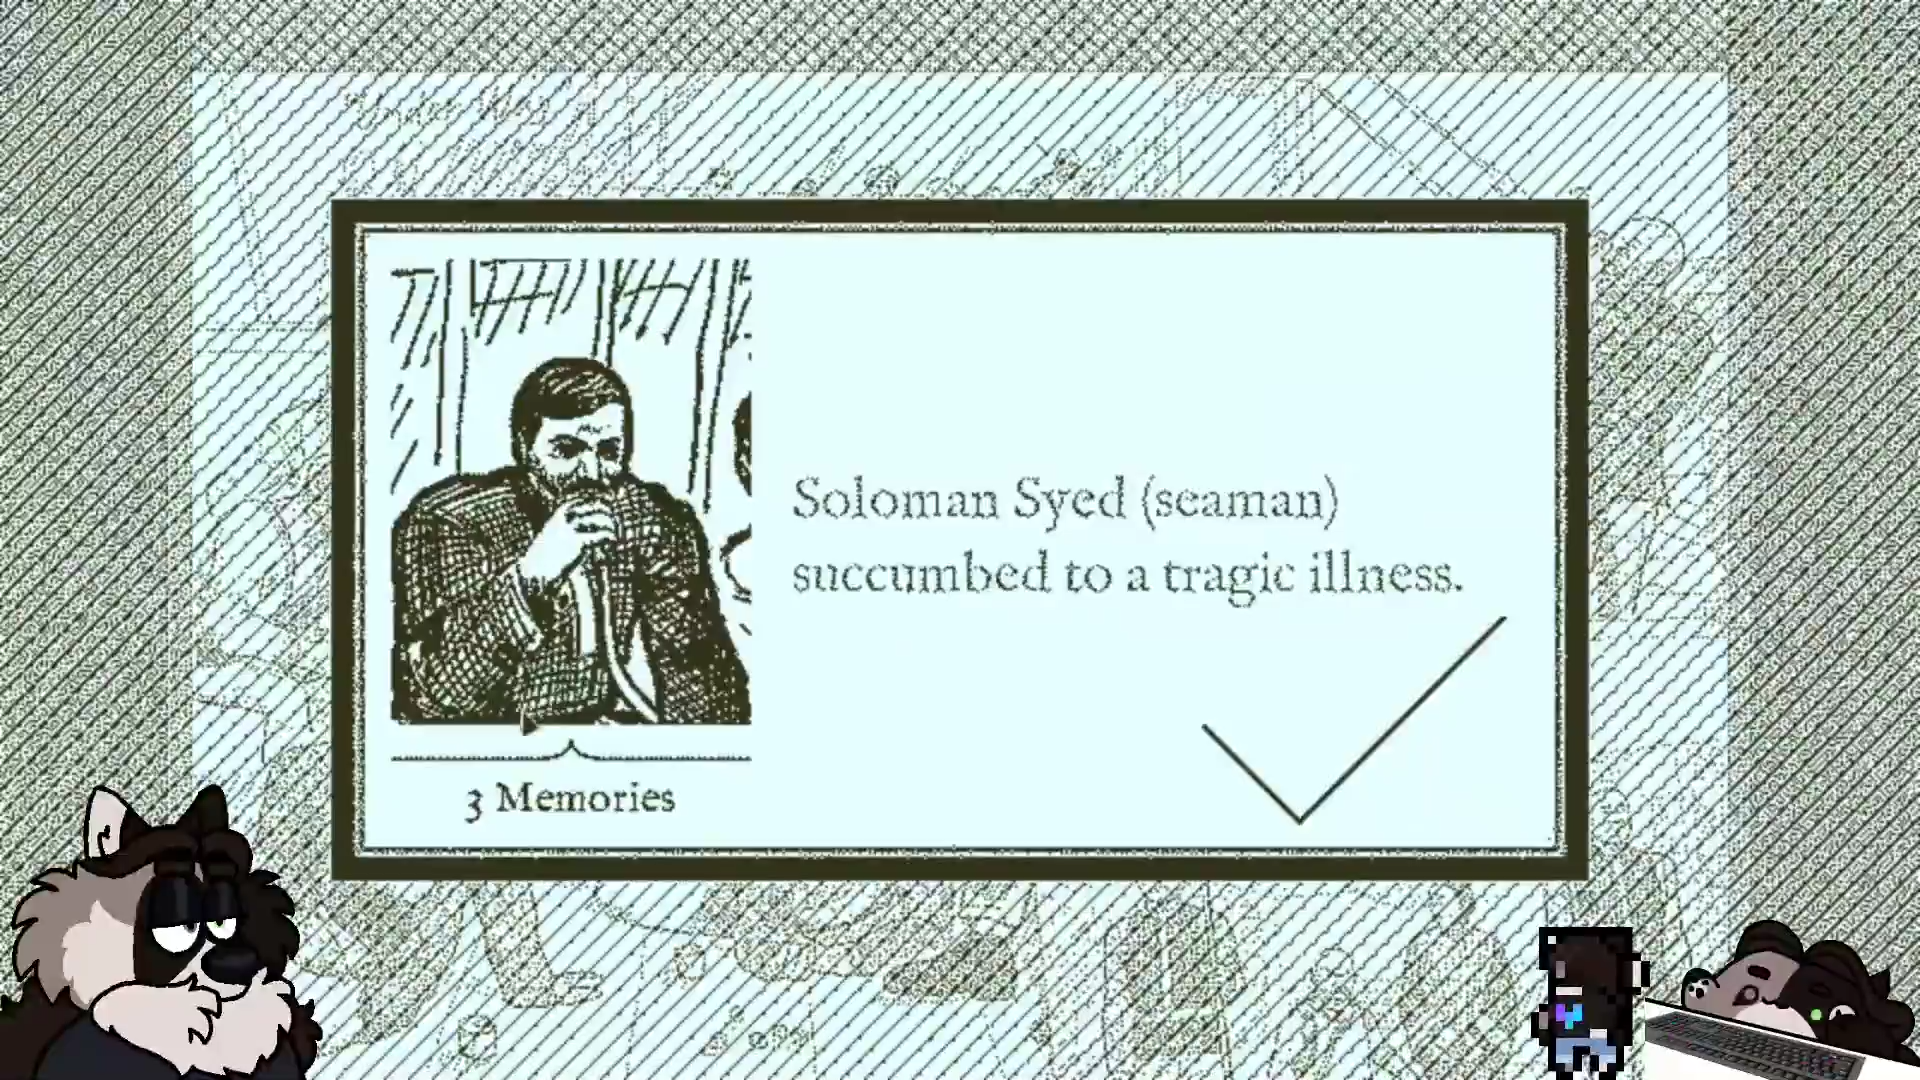 Soloman Syed (seaman)
succumbed to a tragic illness.
3 Memories